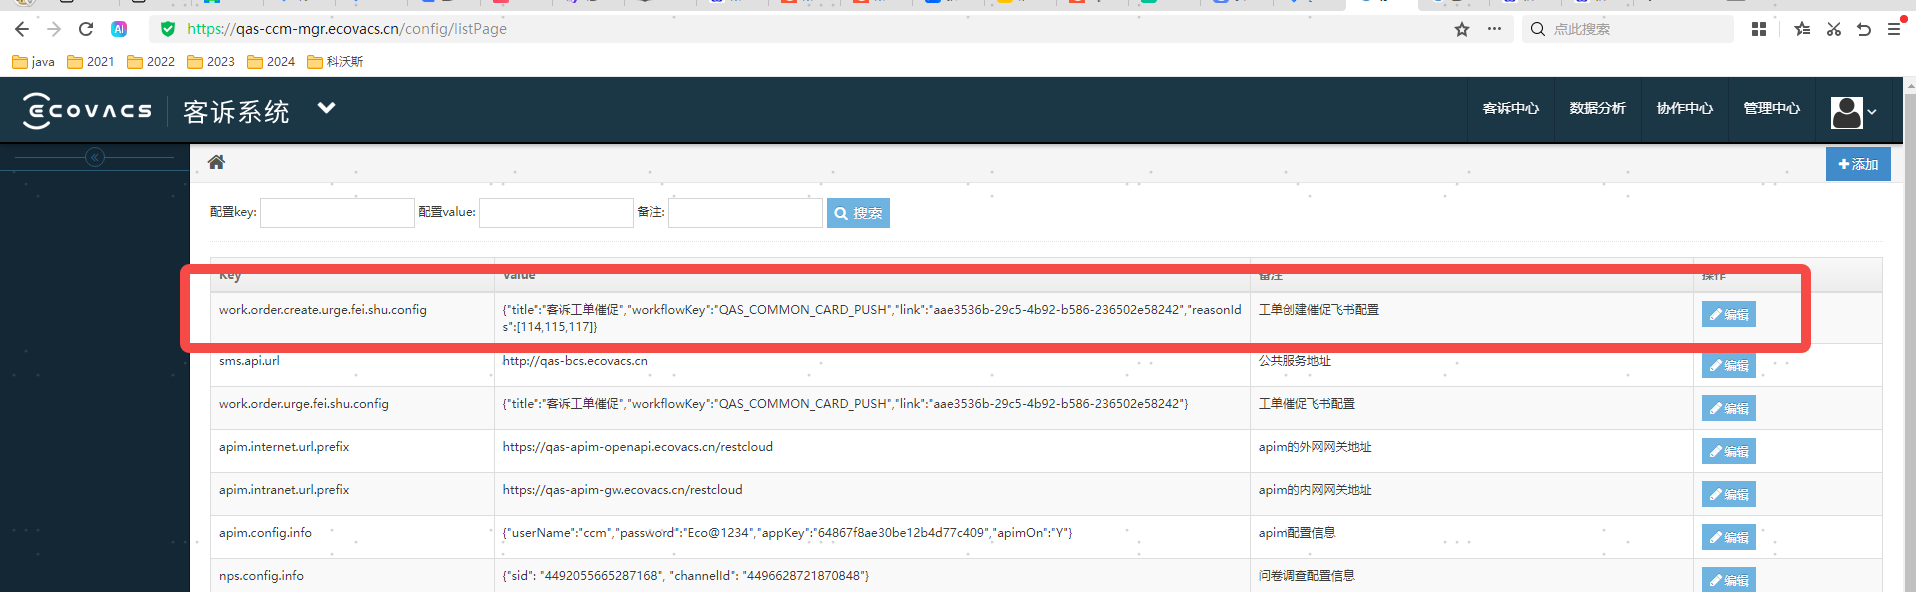 https://qas-ccm-mgr.ecovacs.cn/config/listPage
点此搜索
java 2021 2022 2023 2024 科沃斯
ECOVACS 客诉系统
客诉中心 数据分析 协作中心 管理中心
添加
配置key: 配置value: 备注: 搜索
Key Value 备注 操作
work.order.create.urge.fei.shu.config {"title":"客诉工单催促","workflowKey":"QAS_COMMON_CARD_PUSH","link":"aae3536b-29c5-4b92-b586-236502e58242","reasonId 工单创建催促飞书配置 编辑
s":[114,115,117]}
sms.api.url http://qas-bcs.ecovacs.cn 公共服务地址 编辑
work.order.urge.fei.shu.config {"title":"客诉工单催促","workflowKey":"QAS_COMMON_CARD_PUSH","link":"aae3536b-29c5-4b92-b586-236502e58242"} 工单催促飞书配置 编辑
apim.internet.url.prefix https://qas-apim-openapi.ecovacs.cn/restcloud apim的外网网关地址 编辑
apim.intranet.url.prefix https://qas-apim-gw.ecovacs.cn/restcloud apim的内网网关地址 编辑
apim.config.info {"userName":"ccm","password":"Eco@1234","appKey":"64867f8ae30be12b4d77c409","apimOn":"Y"} apim配置信息 编辑
nps.config.info {"sid": "4492055665287168", "channelId": "4496628721870848"} 问卷调查配置信息 编辑